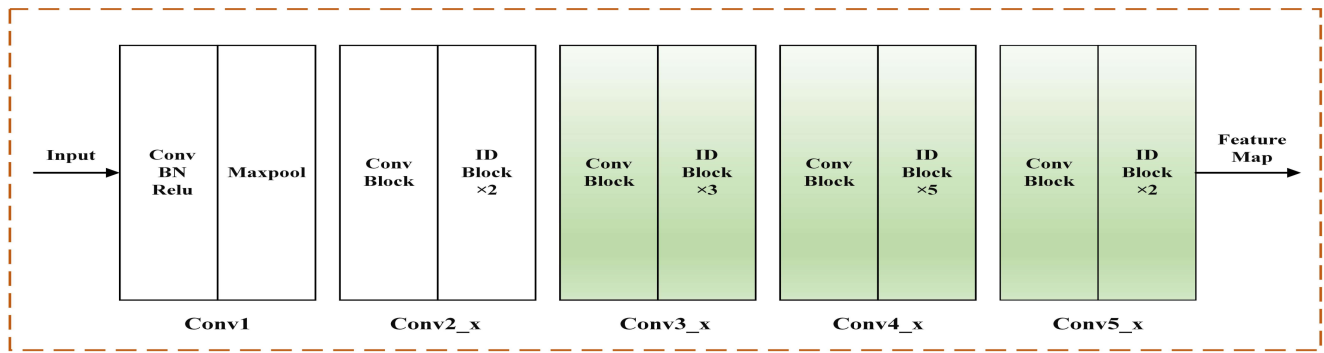 Input
Conv
BN
Relu
Maxpool
Conv1
Conv
Block
ID
Block
×2
Conv2_x
Conv
Block
ID
Block
×3
Conv3_x
Conv
Block
ID
Block
×5
Conv4_x
Conv
Block
ID
Block
×2
Conv5_x
Feature
Map